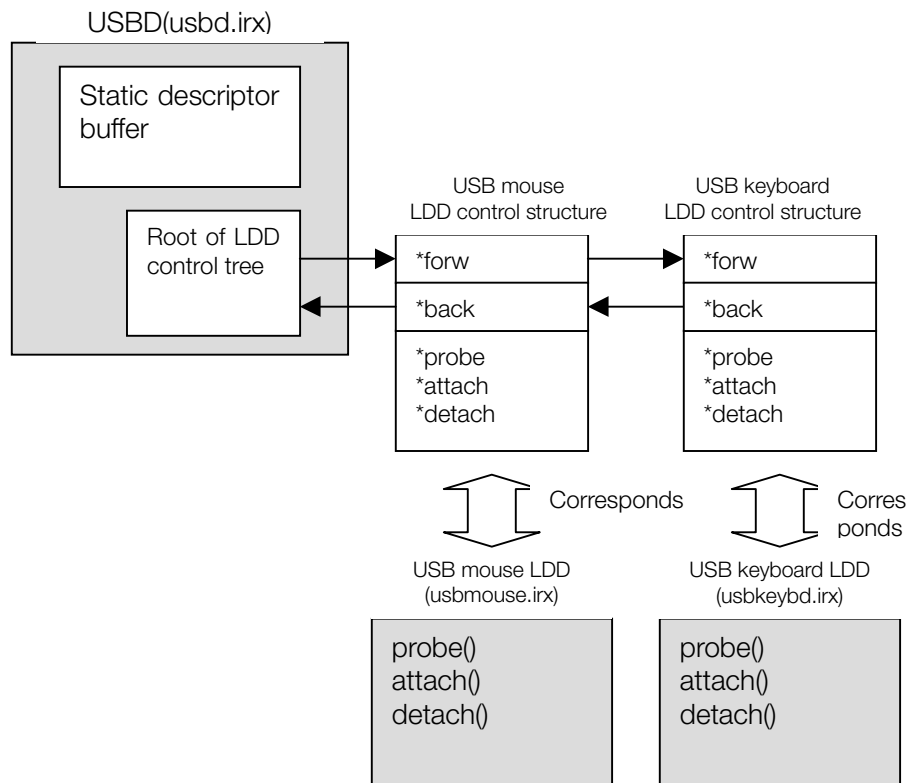 USBD(usbd.irx)
Static descriptor
buffer
Root of LDD
control tree
USB mouse
LDD control structure
*forw
*back
*probe
*attach
*detach
USB keyboard
LDD control structure
*forw
*back
*probe
*attach
*detach
Corresponds
Corres
ponds
USB mouse LDD
(usbmouse.irx)
probe()
attach()
detach()
USB keyboard LDD
(usbkeybd.irx)
probe()
attach()
detach()